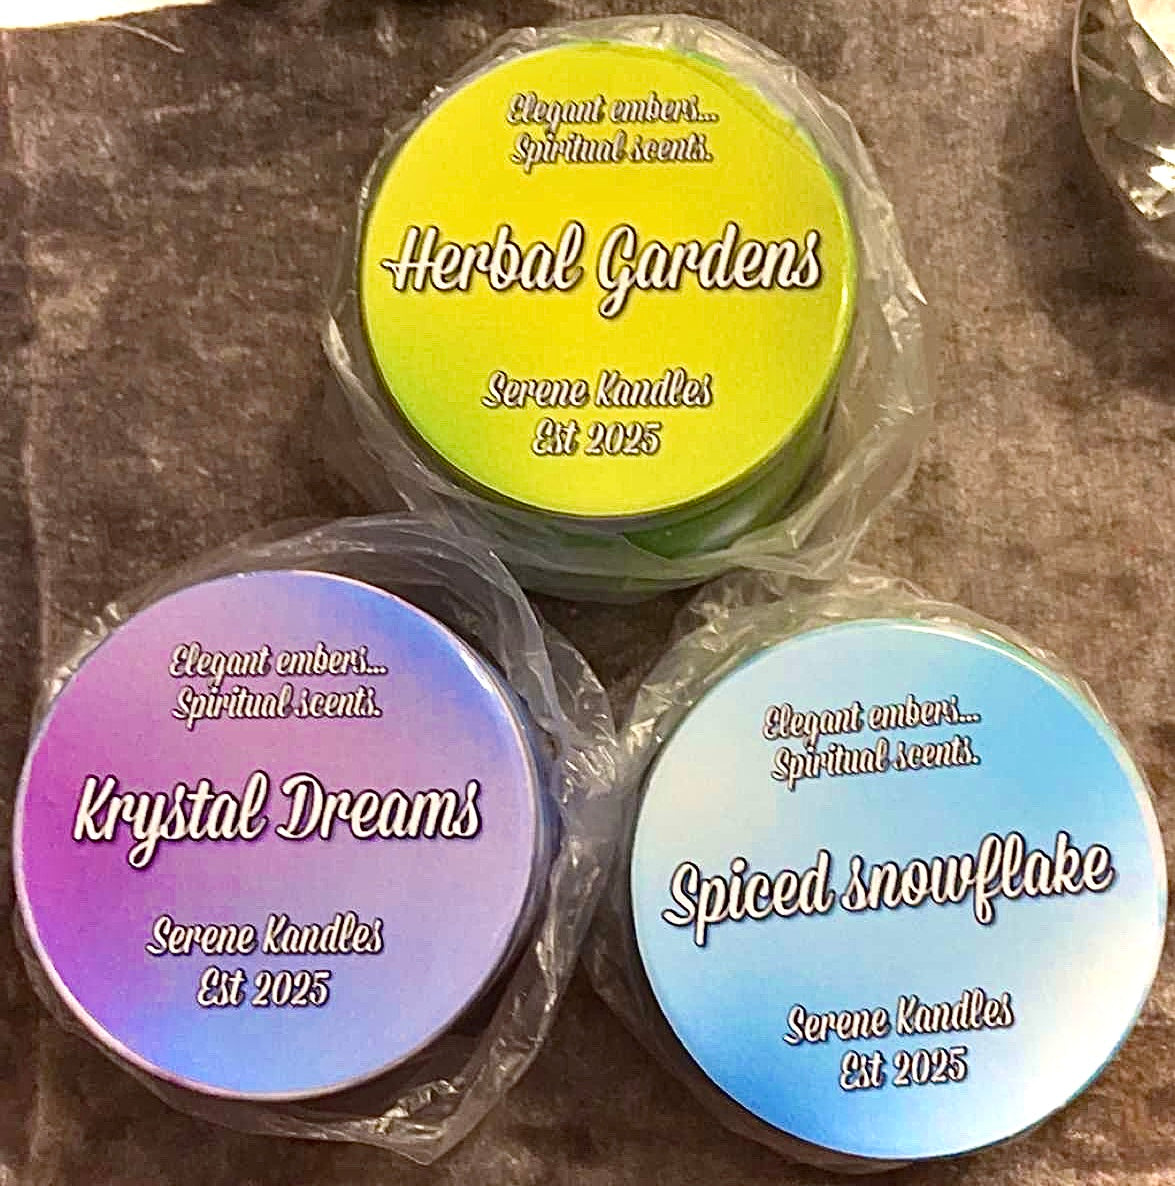 Elegant embers...
Spiritual scents.
Herbal Gardens
Serene Kandles
Est 2025
Elegant embers...
Spiritual scents.
Krystal Dreams
Serene Kandles
Est 2025
Elegant embers...
Spiritual scents.
Spiced snowflake
Serene Kandles
Est 2025